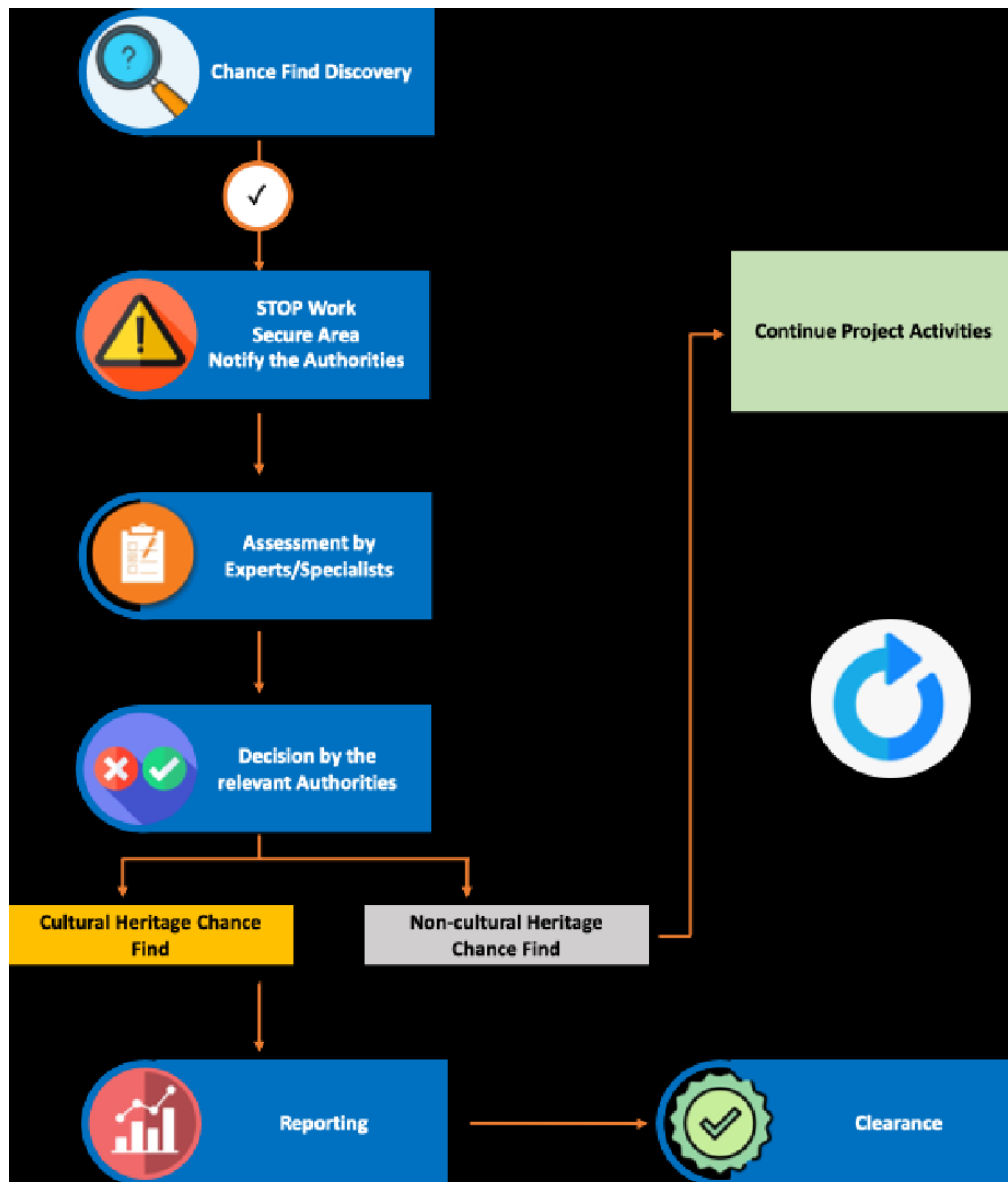 ?
Chance Find Discovery
✓
STOP Work
Secure Area
Notify the Authorities
Continue Project Activities
Assessment by
Experts/Specialists
Decision by the
relevant Authorities
Cultural Heritage Chance
Find
Non-cultural Heritage
Chance Find
Reporting
Clearance